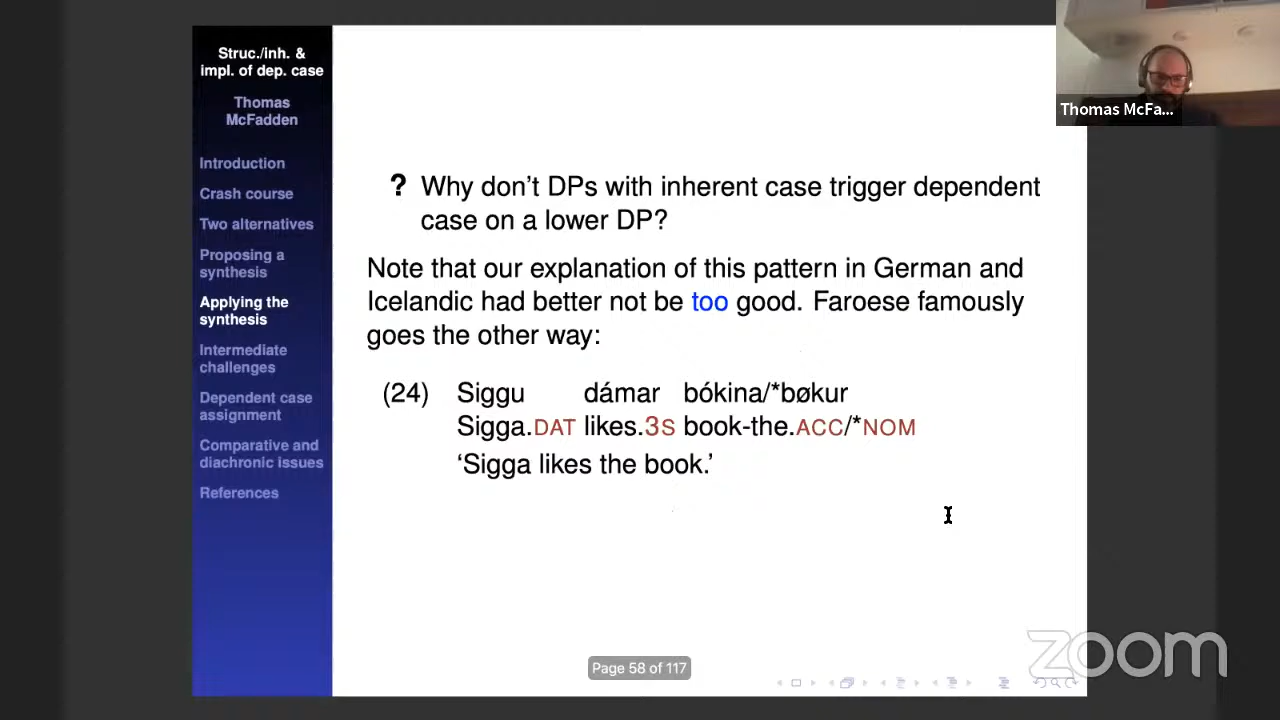 Struc./inh. &
impl. of dep. case
Thomas
McFadden
Introduction
Crash course
Two alternatives
Proposing a
synthesis
Applying the
synthesis
Intermediate
challenges
Dependent case
assignment
Comparative and
diachronic issues
References
? Why don't DPs with inherent case trigger dependent
case on a lower DP?
Note that our explanation of this pattern in German and
Icelandic had better not be too good. Faroese famously
goes the other way:
(24) Siggu dámar bókina/*bøkur
Sigga.DAT likes.3S book-the.ACC/*NOM
‘Sigga likes the book.’
Page 58 of 117
Thomas McFa...
zoom